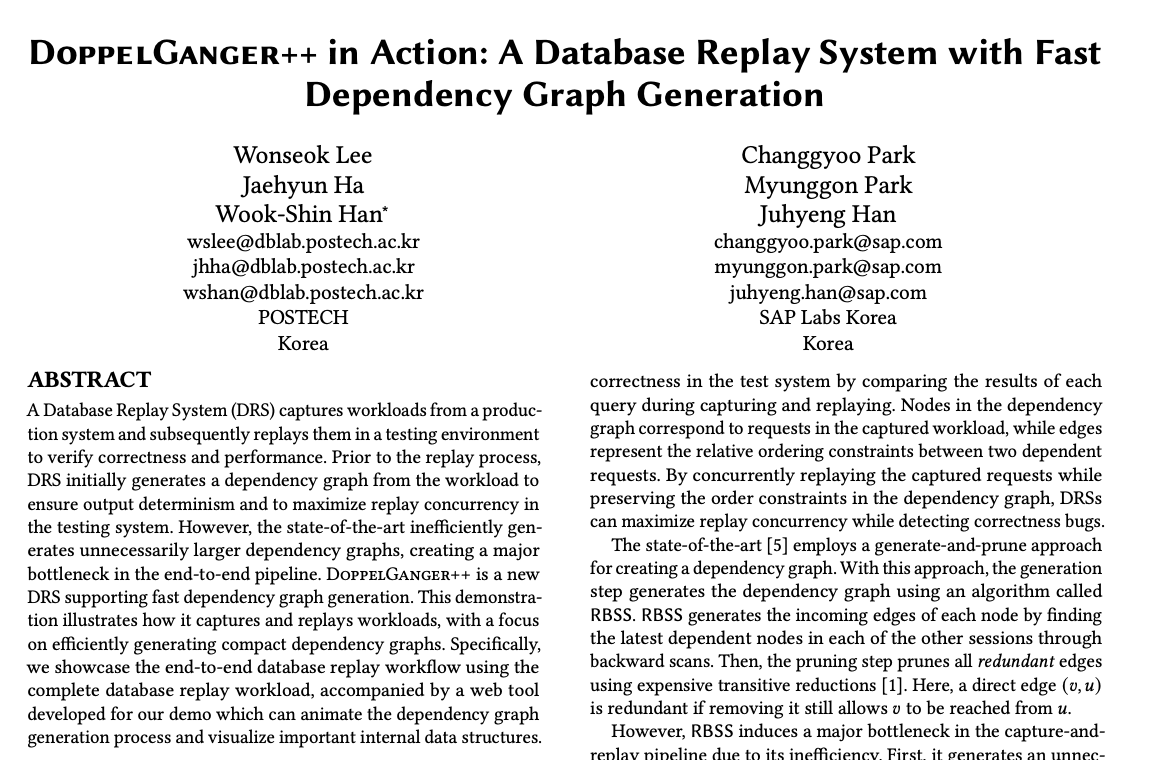 DOPPELGANGER++ in Action: A Database Replay System with Fast
Dependency Graph Generation
Wonseok Lee
Jaehyun Ha
Wook-Shin Han*
wslee@dblab.postech.ac.kr
jhha@dblab.postech.ac.kr
wshan@dblab.postech.ac.kr
POSTECH
Korea
Changgyoo Park
Myunggon Park
Juhyeng Han
changgyoo.park@sap.com
myunggon.park@sap.com
juhyeng.han@sap.com
SAP Labs Korea
Korea
ABSTRACT
A Database Replay System (DRS) captures workloads from a produc-
tion system and subsequently replays them in a testing environment
to verify correctness and performance. Prior to the replay process,
DRS initially generates a dependency graph from the workload to
ensure output determinism and to maximize replay concurrency in
the testing system. However, the state-of-the-art inefficiently gen-
erates unnecessarily larger dependency graphs, creating a major
bottleneck in the end-to-end pipeline. DOPPELGANGER++ is a new
DRS supporting fast dependency graph generation. This demonstra-
tion illustrates how it captures and replays workloads, with a focus
on efficiently generating compact dependency graphs. Specifically,
we showcase the end-to-end database replay workflow using the
complete database replay workload, accompanied by a web tool
developed for our demo which can animate the dependency graph
generation process and visualize important internal data structures.
correctness in the test system by comparing the results of each
query during capturing and replaying. Nodes in the dependency
graph correspond to requests in the captured workload, while edges
represent the relative ordering constraints between two dependent
requests. By concurrently replaying the captured requests while
preserving the order constraints in the dependency graph, DRSs
can maximize replay concurrency while detecting correctness bugs.
The state-of-the-art [5] employs a generate-and-prune approach
for creating a dependency graph. With this approach, the generation
step generates the dependency graph using an algorithm called
RBSS. RBSS generates the incoming edges of each node by finding
the latest dependent nodes in each of the other sessions through
backward scans. Then, the pruning step prunes all redundant edges
using expensive transitive reductions [1]. Here, a direct edge (v, u)
is redundant if removing it still allows v to be reached from u.
However, RBSS induces a major bottleneck in the capture-and-
replay pipeline due to its inefficiency. First, it generates an unnec-